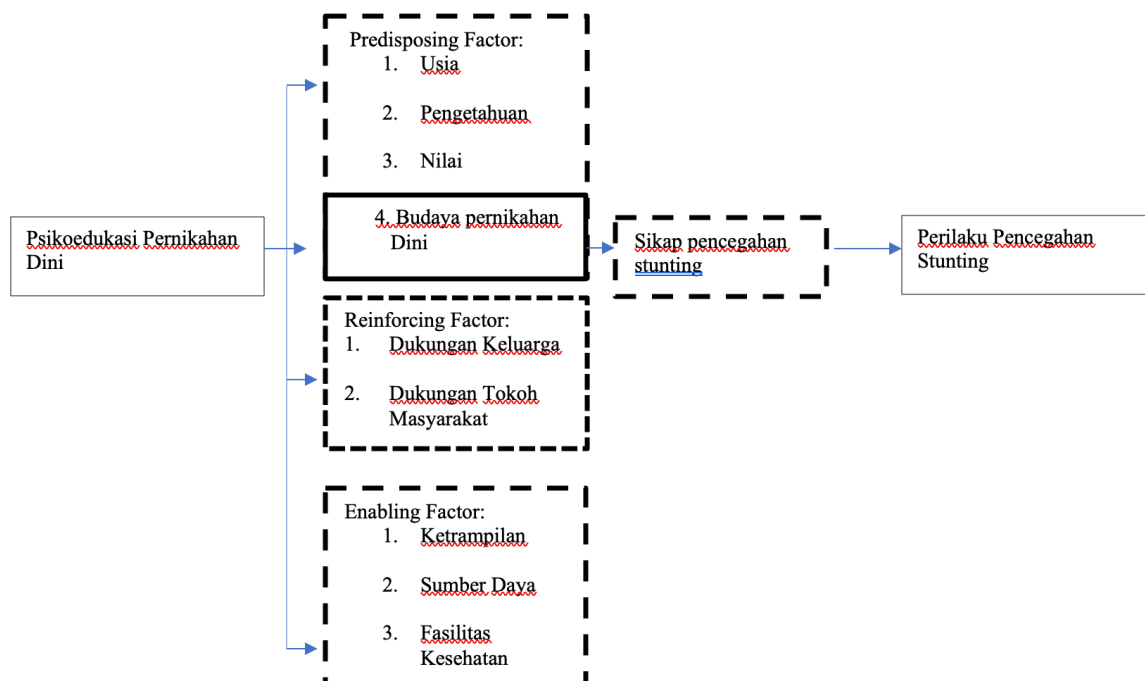 Predisposing Factor:
1. Usia
2. Pengetahuan
3. Nilai
4. Budaya pernikahan
Dini
Psikoedukasi Pernikahan
Dini
Sikap pencegahan
stunting
Perilaku Pencegahan
Stunting
Reinforcing Factor:
1. Dukungan Keluarga
2. Dukungan Tokoh
Masyarakat
Enabling Factor:
1. Ketrampilan
2. Sumber Daya
3. Fasilitas
Kesehatan